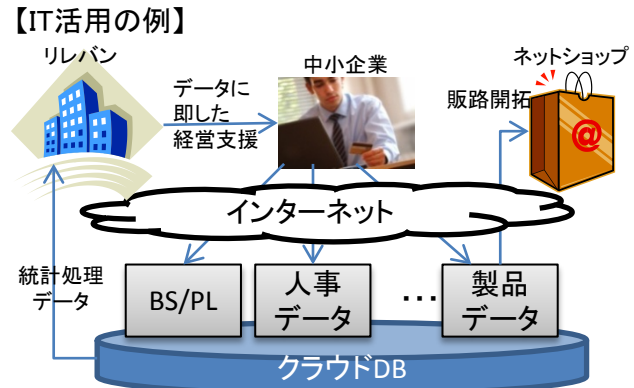 【IT活用の例】
リレバン
中小企業
ネットショップ
データに
即した
経営支援
販路開拓
@
インターネット
統計処理
データ
BS/PL
人事
データ
…
製品
データ
クラウドDB